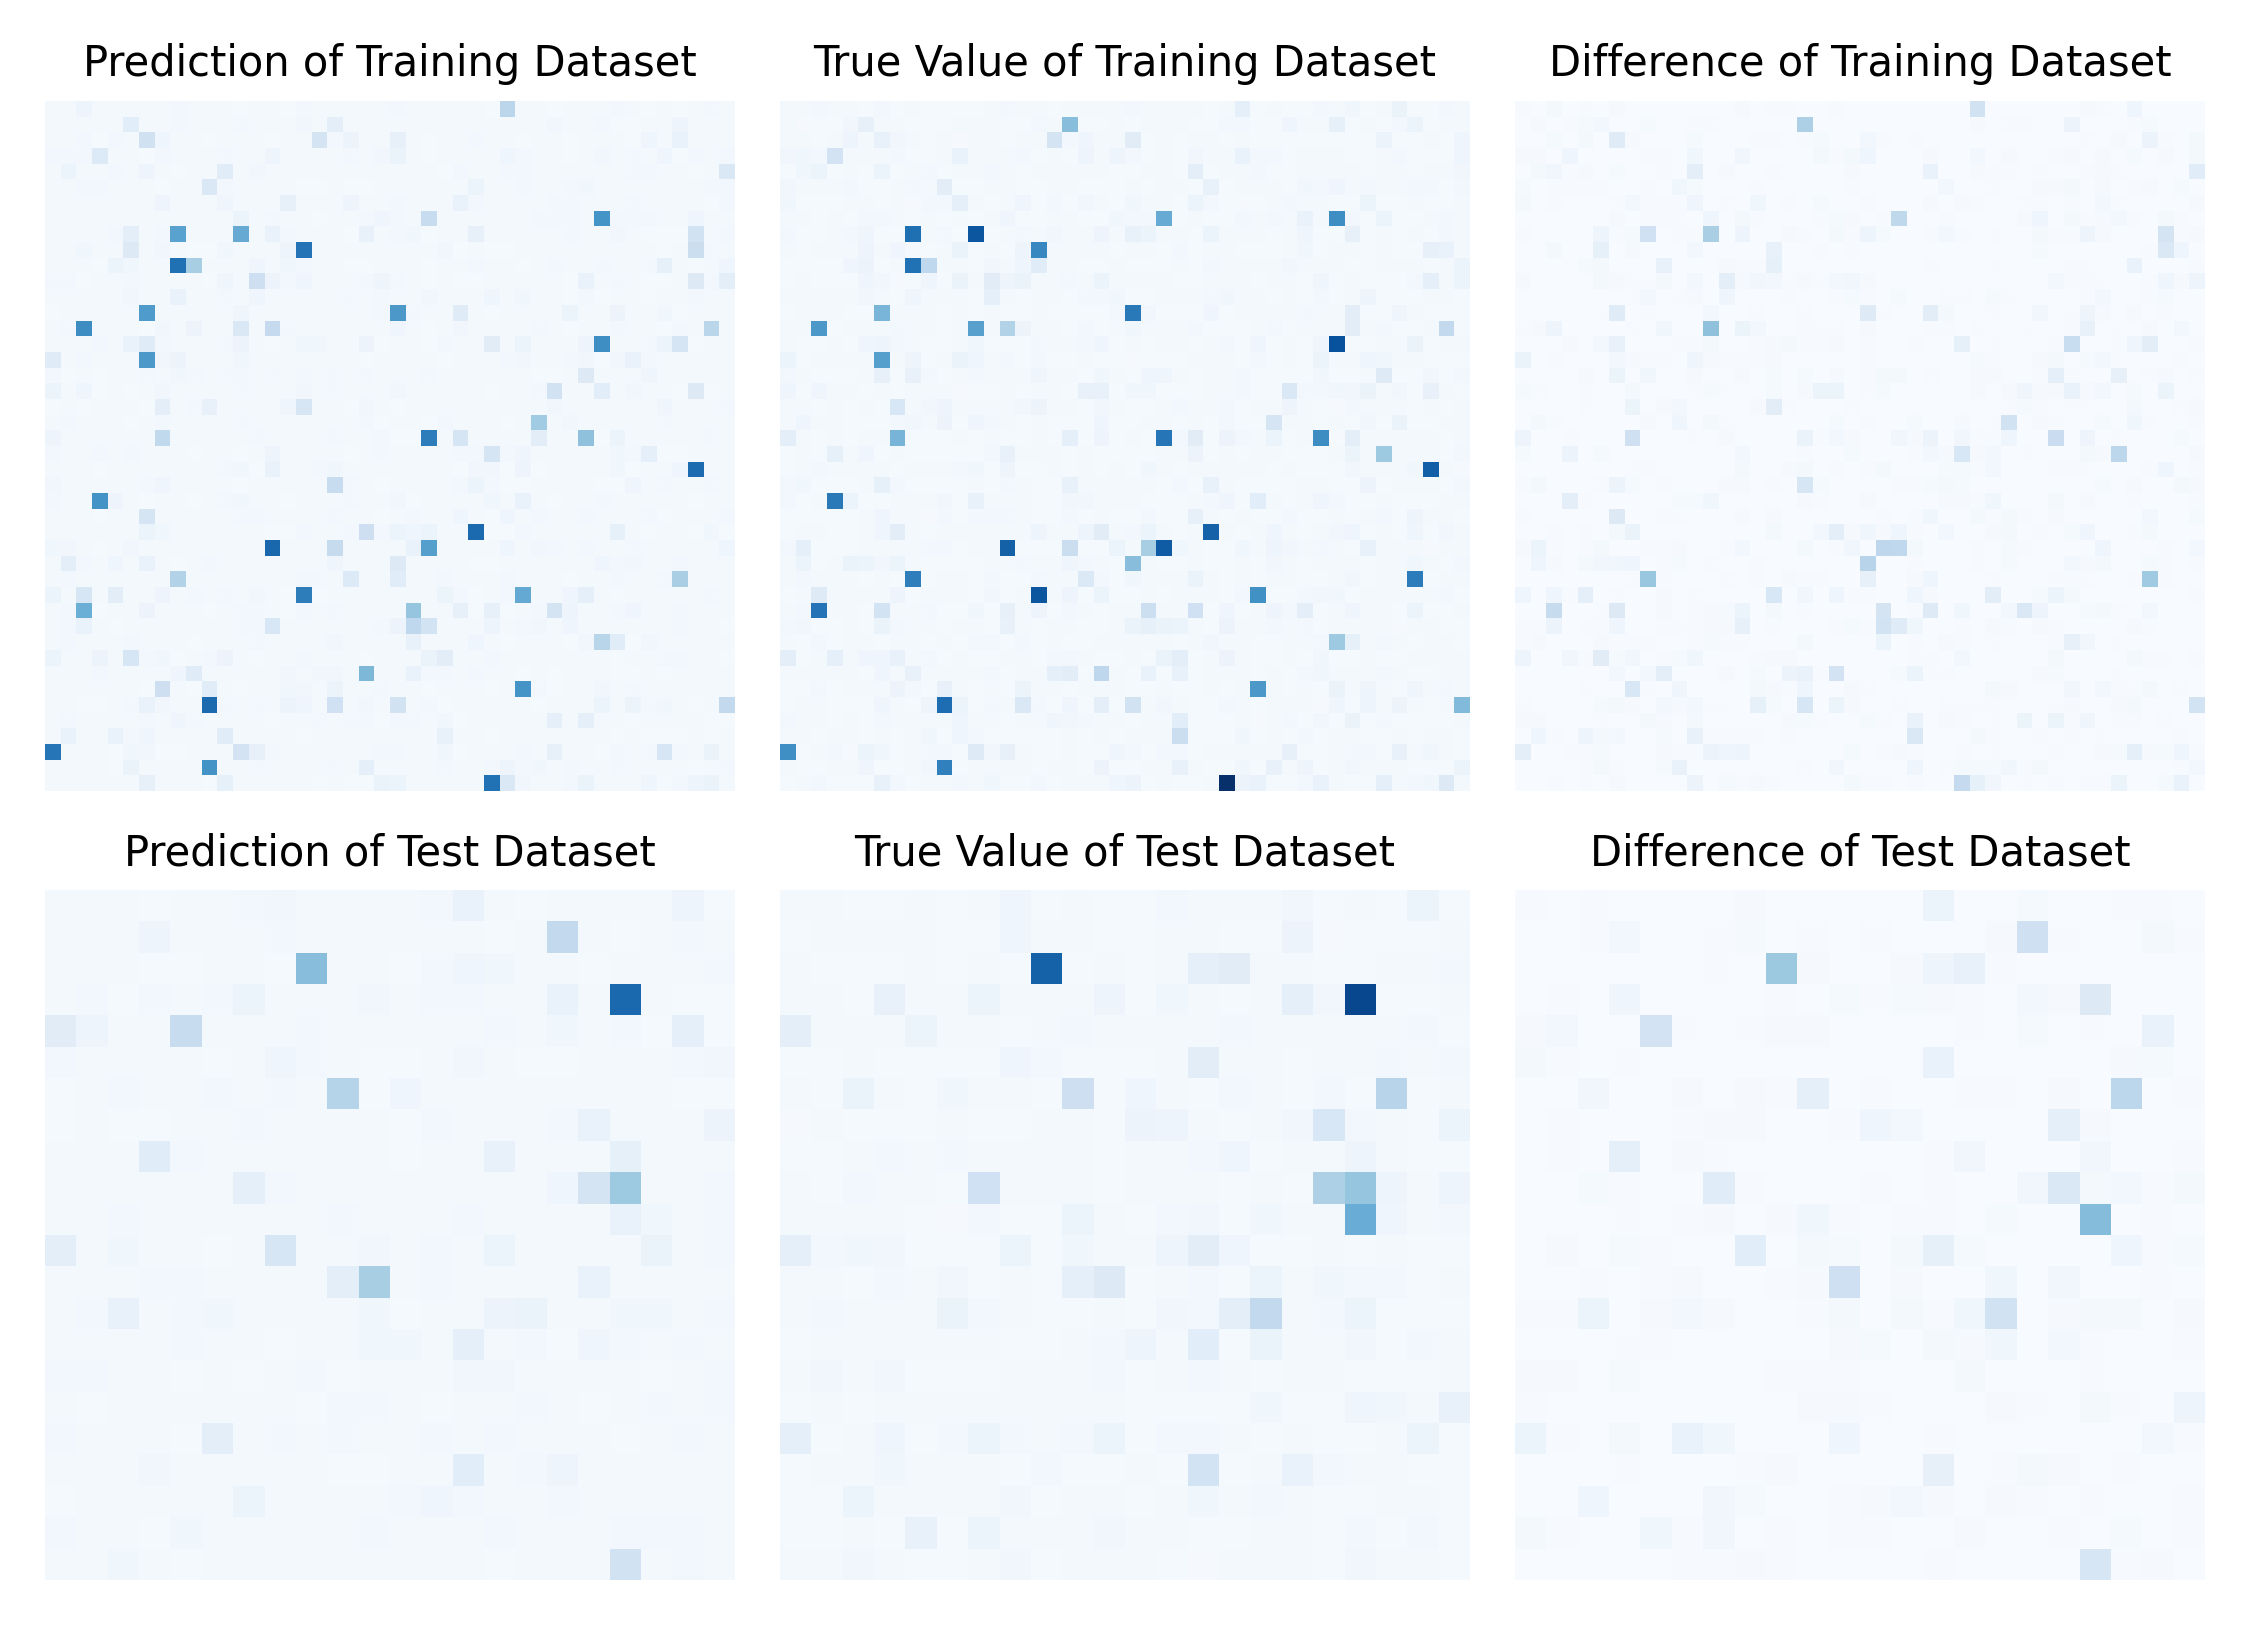 Prediction of Training Dataset
True Value of Training Dataset
Difference of Training Dataset
Prediction of Test Dataset
True Value of Test Dataset
Difference of Test Dataset